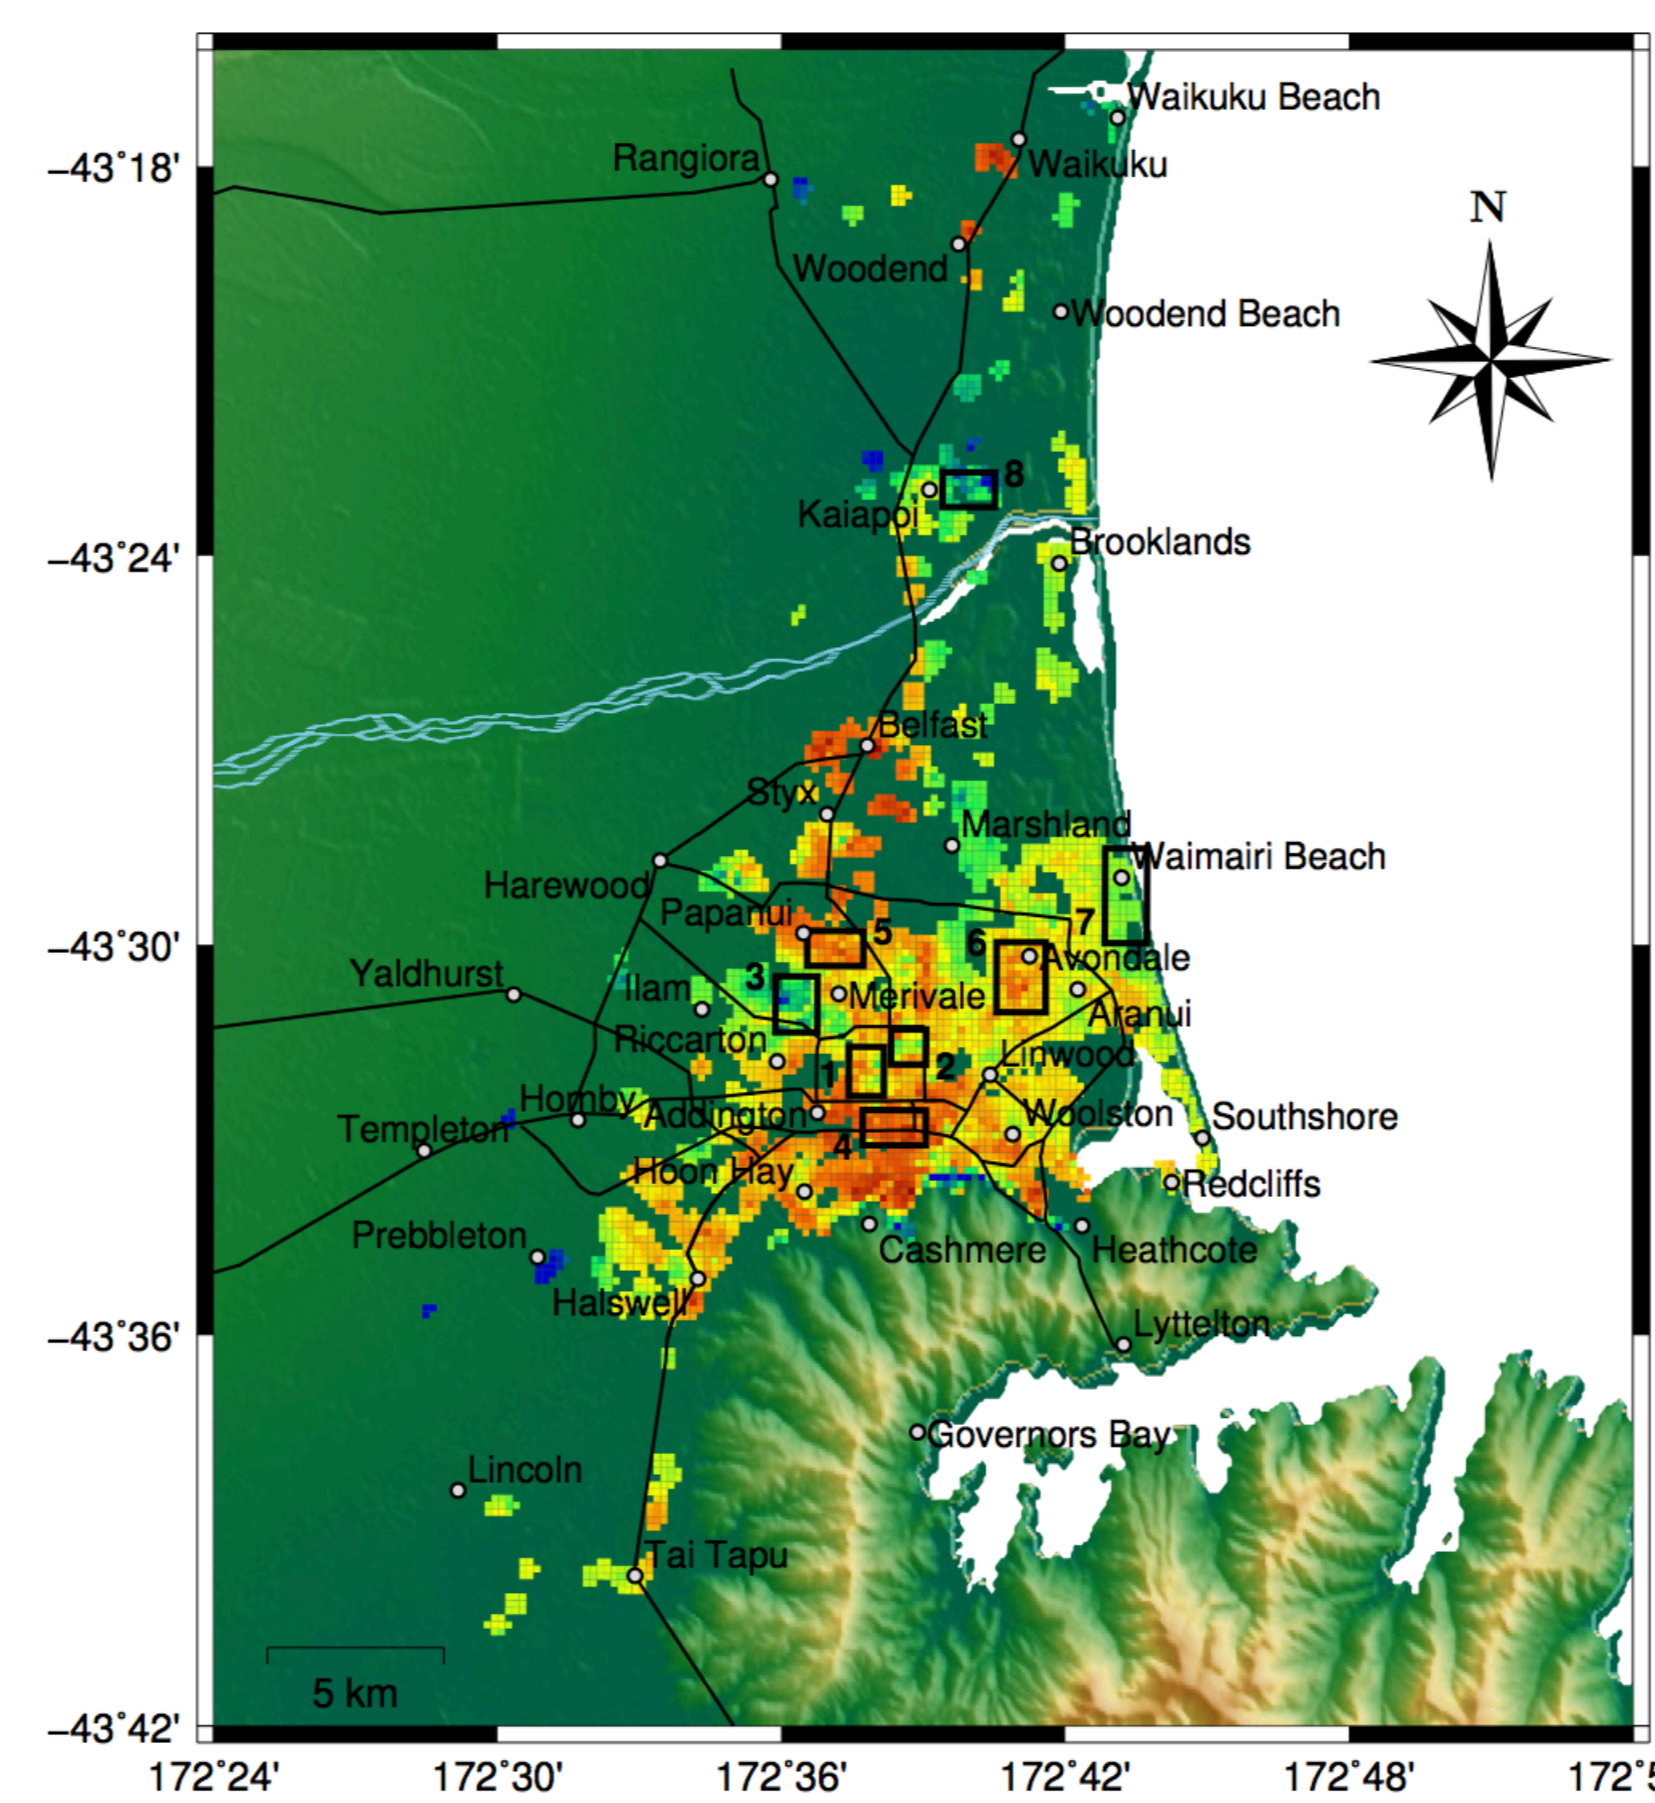 Waikuku Beach
−43˚18'
Rangiora
Waikuku
N
Woodend
Woodend Beach
8
Kaiapoi
−43˚24'
Brooklands
Belfast
Styx
Marshland
Waimairi Beach
Harewood
Papanui
7
5
6
−43˚30'
Avondale
Yaldhurst
3
Ilam
Merivale
Aranui
Riccarton
Linwood
1
2
Hornby
Addington
Woolston
Southshore
Templeton
4
Hoon Hay
Redcliffs
Prebbleton
Cashmere
Heathcote
Halswell
−43˚36'
Lyttelton
Governors Bay
Lincoln
Tai Tapu
5 km
−43˚42'
172˚24'
172˚30'
172˚36'
172˚42'
172˚48'